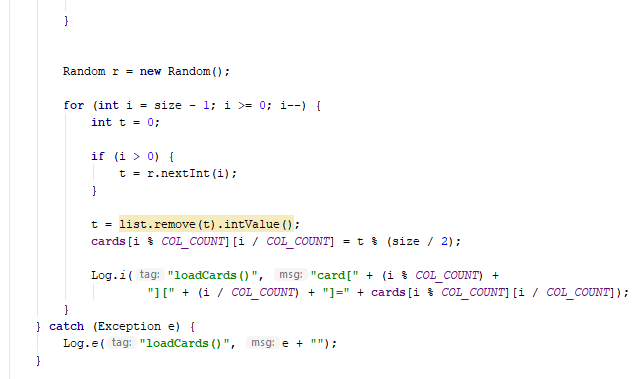 }
Random r = new Random();
for (int i = size - 1; i >= 0; i--) {
int t = 0;
if (i > 0) {
t = r.nextInt(i);
}
t = list.remove(t).intValue();
cards[i % COL_COUNT][i / COL_COUNT] = t % (size / 2);
Log.i( tag: "loadCards()", msg: "card[" + (i % COL_COUNT) +
"][" + (i / COL_COUNT) + "]=" + cards[i % COL_COUNT][i / COL_COUNT]);
}
} catch (Exception e) {
Log.e( tag: "loadCards()", msg: e + "");
}